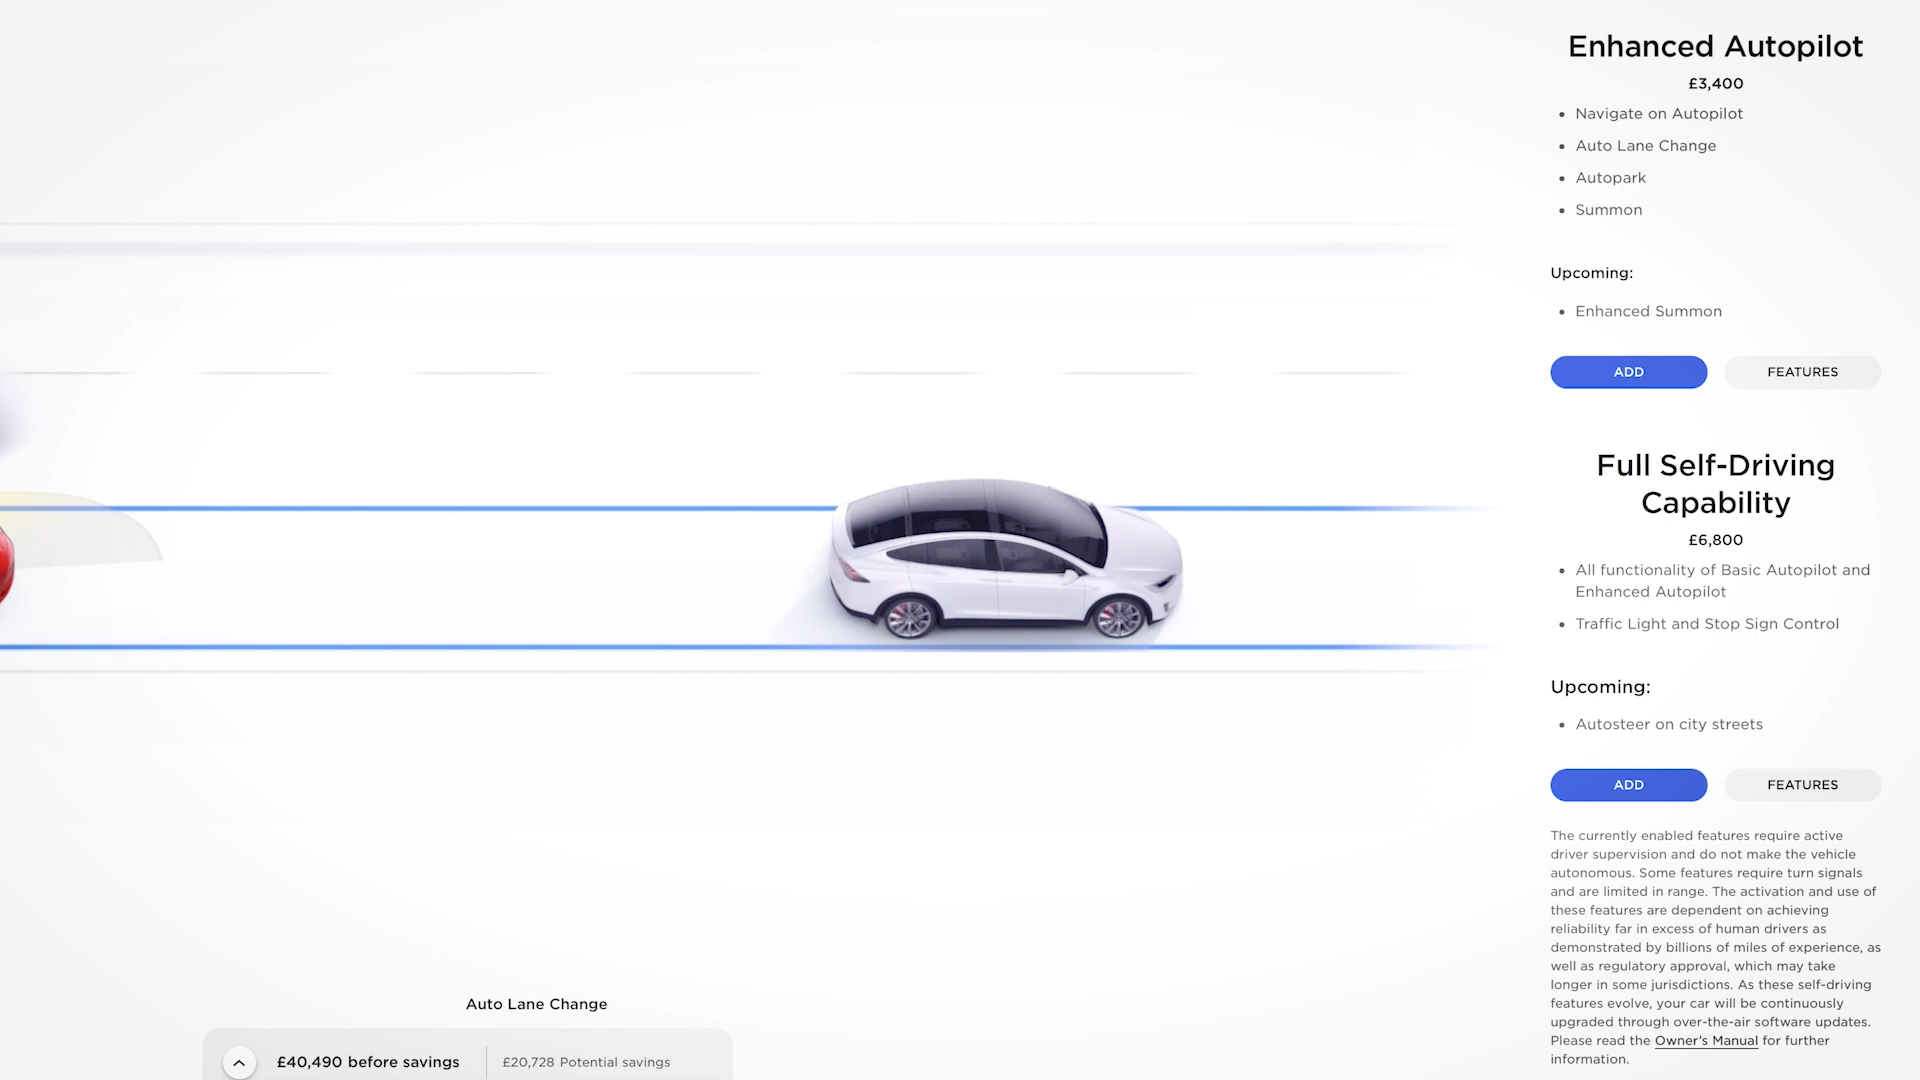 Enhanced Autopilot
£3,400
Navigate on Autopilot
Auto Lane Change
Autopark
Summon
Upcoming:
Enhanced Summon
ADD
FEATURES
Full Self-Driving
Capability
£6,800
All functionality of Basic Autopilot and
Enhanced Autopilot
Traffic Light and Stop Sign Control
Upcoming:
Autosteer on city streets
ADD
FEATURES
The currently enabled features require active
driver supervision and do not make the vehicle
autonomous. Some features require turn signals
and are limited in range. The activation and use of
these features are dependent on achieving
reliability far in excess of human drivers as
demonstrated by billions of miles of experience, as
well as regulatory approval, which may take
longer in some jurisdictions. As these self-driving
features evolve, your car will be continuously
upgraded through over-the-air software updates.
Please read the Owner’s Manual for further
information.
Auto Lane Change
£40,490 before savings
£20,728 Potential savings